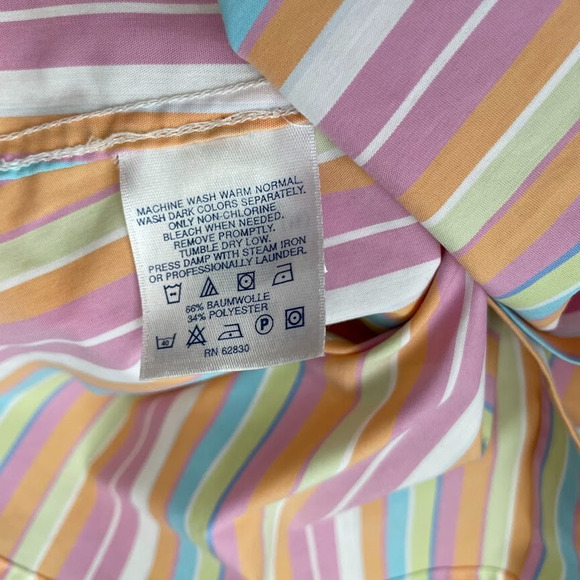 MACHINE WASH WARM NORMAL.
WASH DARK COLORS SEPARATELY.
ONLY NON-CHLORINE
BLEACH WHEN NEEDED.
REMOVE PROMPTLY.
TUMBLE DRY LOW.
PRESS DAMP WITH STEAM IRON
OR PROFESSIONALLY LAUNDER.
66% BAUMWOLLE
34% POLYESTER
40 P
RN 62830